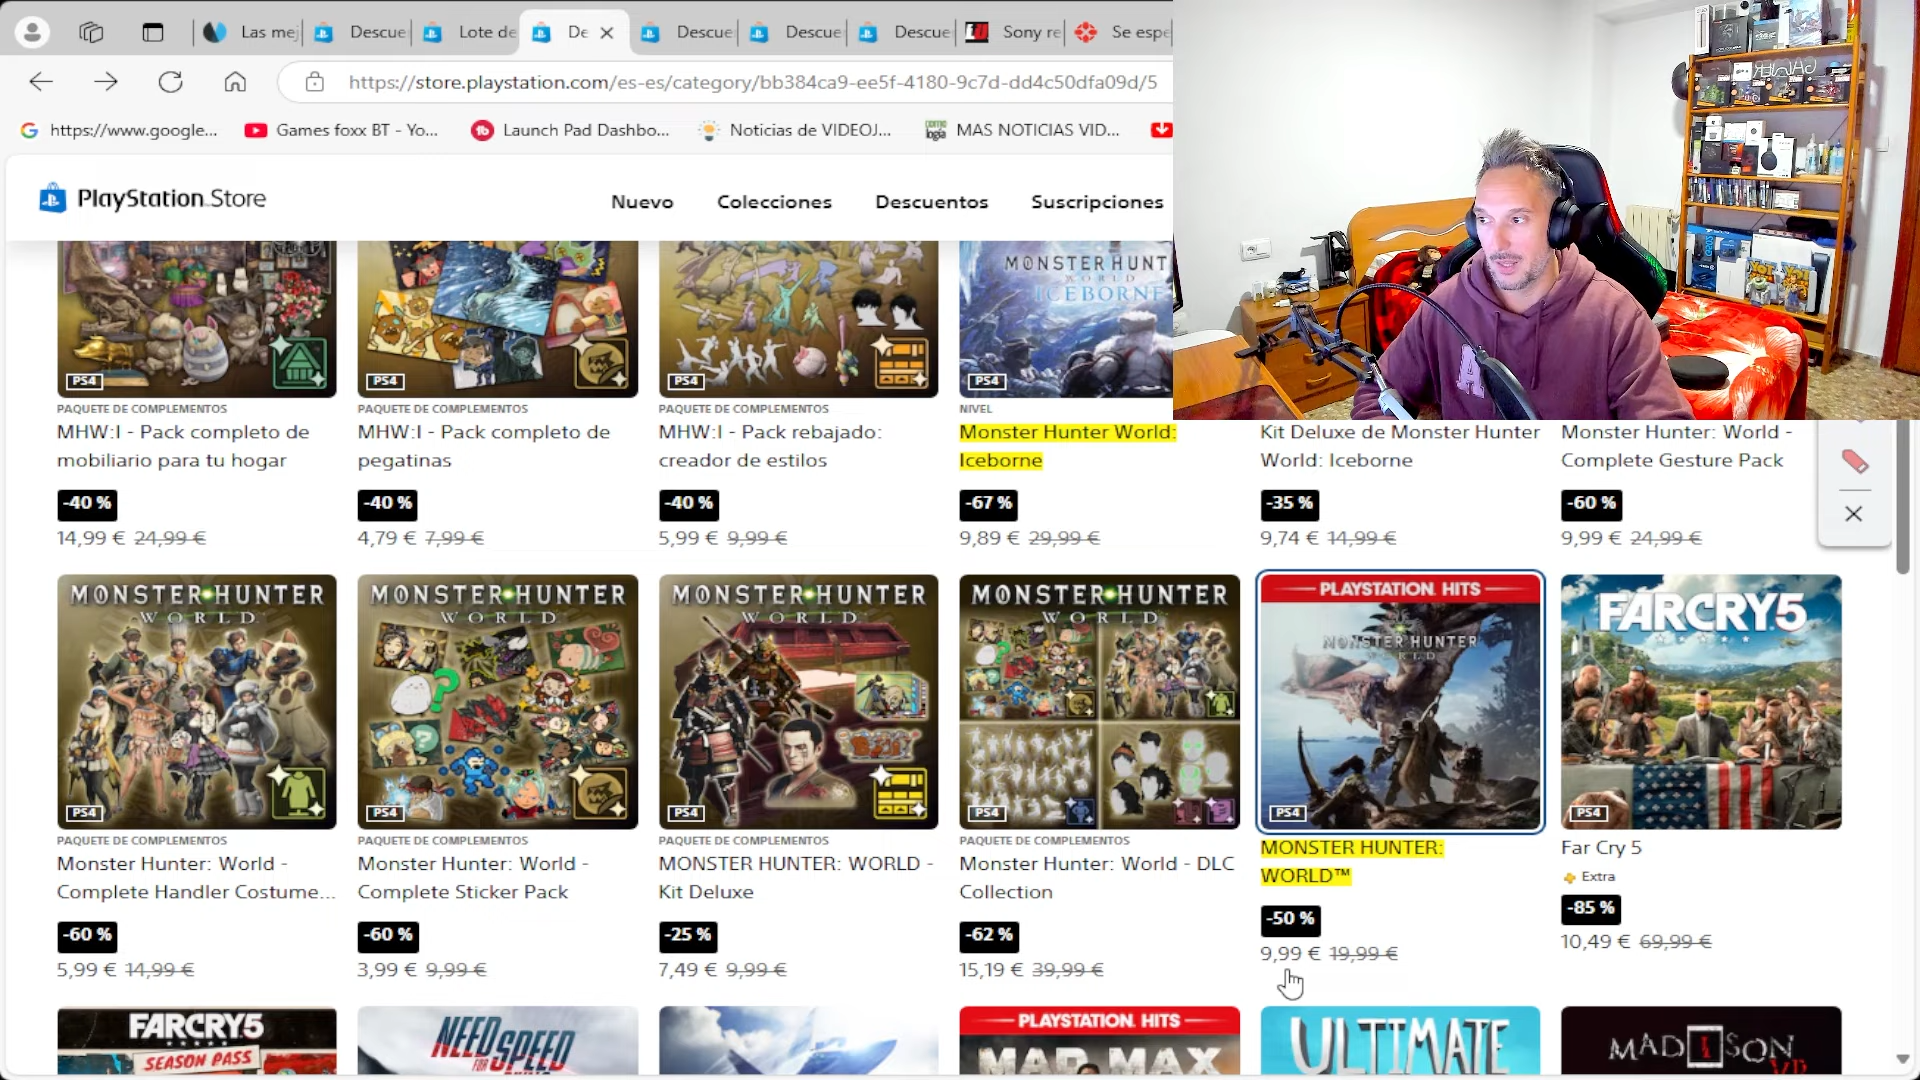 Las mej
Descue
Lote de
De
Descue
Descue
Descue
Sony re
Se espe
https://store.playstation.com/es-es/category/bb384ca9-ee5f-4180-9c7d-dd4c50dfa09d/5
https://www.google...
Games foxx BT - Yo...
Launch Pad Dashbo...
Noticias de VIDEOJ...
MAS NOTICIAS VID...
PlayStation Store
Nuevo
Colecciones
Descuentos
Suscripciones
MONSTER HUNT
WORLD
ICEBORNE
PS4
PS4
PS4
PS4
PAQUETE DE COMPLEMENTOS
PAQUETE DE COMPLEMENTOS
PAQUETE DE COMPLEMENTOS
NIVEL
MHW:I - Pack completo de
mobiliario para tu hogar
MHW:I - Pack completo de
pegatinas
MHW:I - Pack rebajado:
creador de estilos
Monster Hunter World:
Iceborne
Kit Deluxe de Monster Hunter
World: Iceborne
Monster Hunter: World -
Complete Gesture Pack
-40 %
-40 %
-40 %
-67 %
-35 %
-60 %
14,99 € 24,99 €
4,79 € 7,99 €
5,99 € 9,99 €
9,89 € 29,99 €
9,74 € 14,99 €
9,99 € 24,99 €
MONSTER HUNTER
WORLD
PS4
MONSTER HUNTER
WORLD
PS4
MONSTER HUNTER
WORLD
PS4
MONSTER HUNTER
WORLD
PS4
PLAYSTATION HITS
MONSTER HUNTER
WORLD
PS4
FARCRY5
PS4
PAQUETE DE COMPLEMENTOS
PAQUETE DE COMPLEMENTOS
PAQUETE DE COMPLEMENTOS
PAQUETE DE COMPLEMENTOS
Monster Hunter: World -
Complete Handler Costume...
Monster Hunter: World -
Complete Sticker Pack
MONSTER HUNTER: WORLD -
Kit Deluxe
Monster Hunter: World - DLC
Collection
MONSTER HUNTER:
WORLD™
Far Cry 5
Extra
-60 %
-60 %
-25 %
-62 %
-50 %
-85 %
5,99 € 14,99 €
3,99 € 9,99 €
7,49 € 9,99 €
15,19 € 39,99 €
9,99 € 19,99 €
10,49 € 69,99 €
FARCRY5
SEASON PASS
NEED SPEED
FOR
PLAYSTATION HITS
MAD MAX
ULTIMATE
MADISON
VR
A